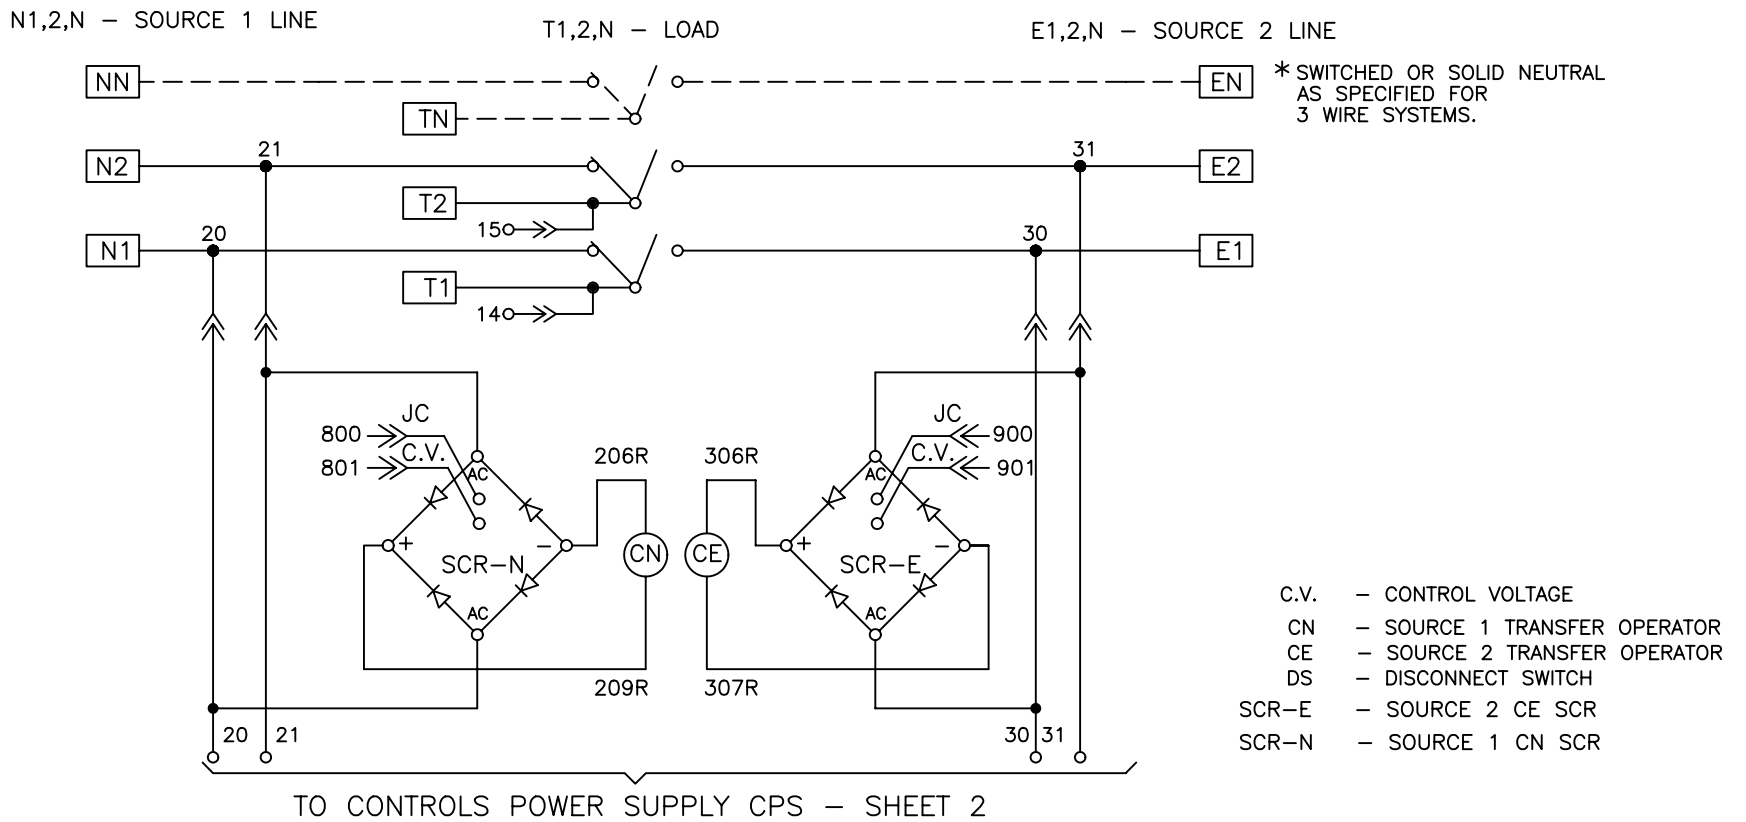 N1,2,N – SOURCE 1 LINE
T1,2,N – LOAD
E1,2,N – SOURCE 2 LINE
NN
EN
* SWITCHED OR SOLID NEUTRAL
AS SPECIFIED FOR
3 WIRE SYSTEMS.
TN
21
31
N2
E2
T2
15
20
30
N1
E1
T1
14
JC
JC
800
900
C.V.
C.V.
801
901
206R
306R
AC
AC
+
–
CN
CE
+
–
SCR–N
SCR–E
AC
AC
209R
307R
C.V. – CONTROL VOLTAGE
CN – SOURCE 1 TRANSFER OPERATOR
CE – SOURCE 2 TRANSFER OPERATOR
DS – DISCONNECT SWITCH
SCR–E – SOURCE 2 CE SCR
SCR–N – SOURCE 1 CN SCR
20
21
30
31
TO CONTROLS POWER SUPPLY CPS – SHEET 2